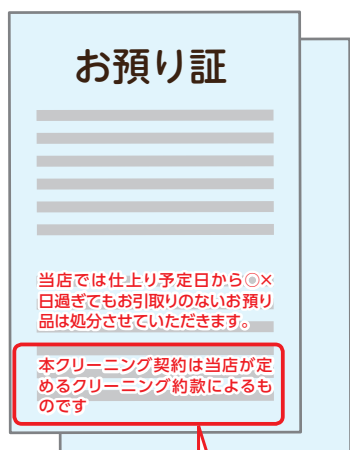 お預り証
当店では仕上り予定日から◎×
日過ぎてもお引取りのないお預り
品は処分させていただきます。
本クリーニング契約は当店が定
めるクリーニング約款によるも
のです